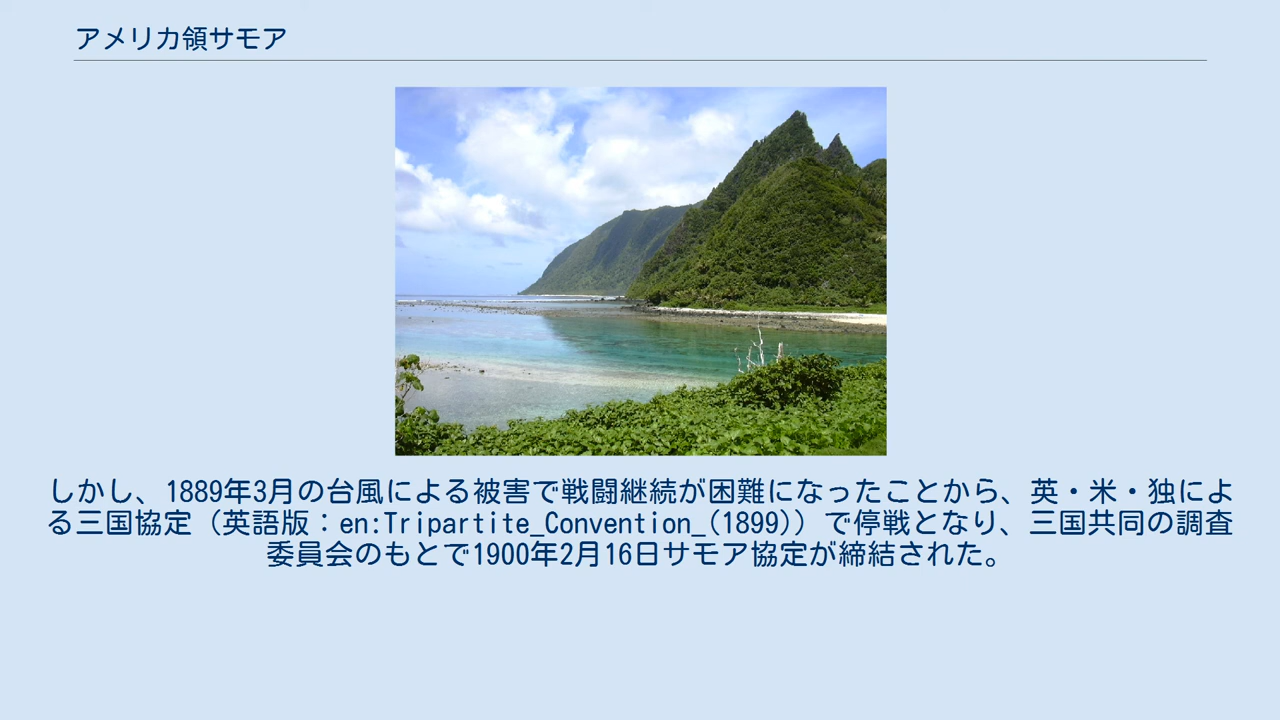 アメリカ領サモア
しかし、1889年3月の台風による被害で戦闘継続が困難になったことから、英・米・独によ
る三国協定（英語版：en:Tripartite_Convention_(1899)）で停戦となり、三国共同の調査
委員会のもとで1900年2月16日サモア協定が締結された。